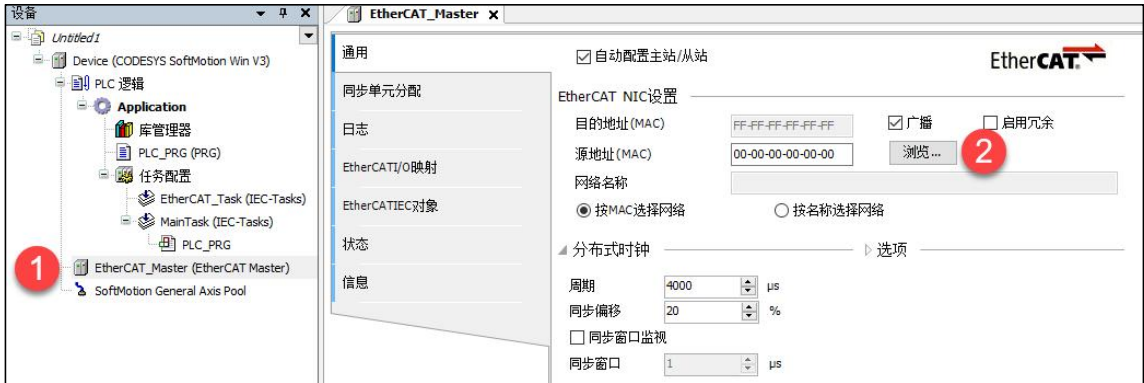 设备
Untitled1
Device (CODESYS SoftMotion Win V3)
PLC 逻辑
Application
库管理器
PLC_PRG (PRG)
任务配置
EtherCAT_Task (IEC-Tasks)
MainTask (IEC-Tasks)
PLC_PRG
1
EtherCAT_Master (EtherCAT Master)
SoftMotion General Axis Pool
EtherCAT_Master
通用
同步单元分配
日志
EtherCATI/O映射
EtherCATIEC对象
状态
信息
自动配置主站/从站
EtherCAT
EtherCAT NIC设置
目的地址(MAC) FF-FF-FF-FF-FF-FF 广播 启用冗余
源地址(MAC) 00-00-00-00-00-00 浏览... 2
网络名称
按MAC选择网络 按名称选择网络
分布式时钟 选项
周期 4000 μs
同步偏移 20 %
同步窗口监视
同步窗口 1 μs